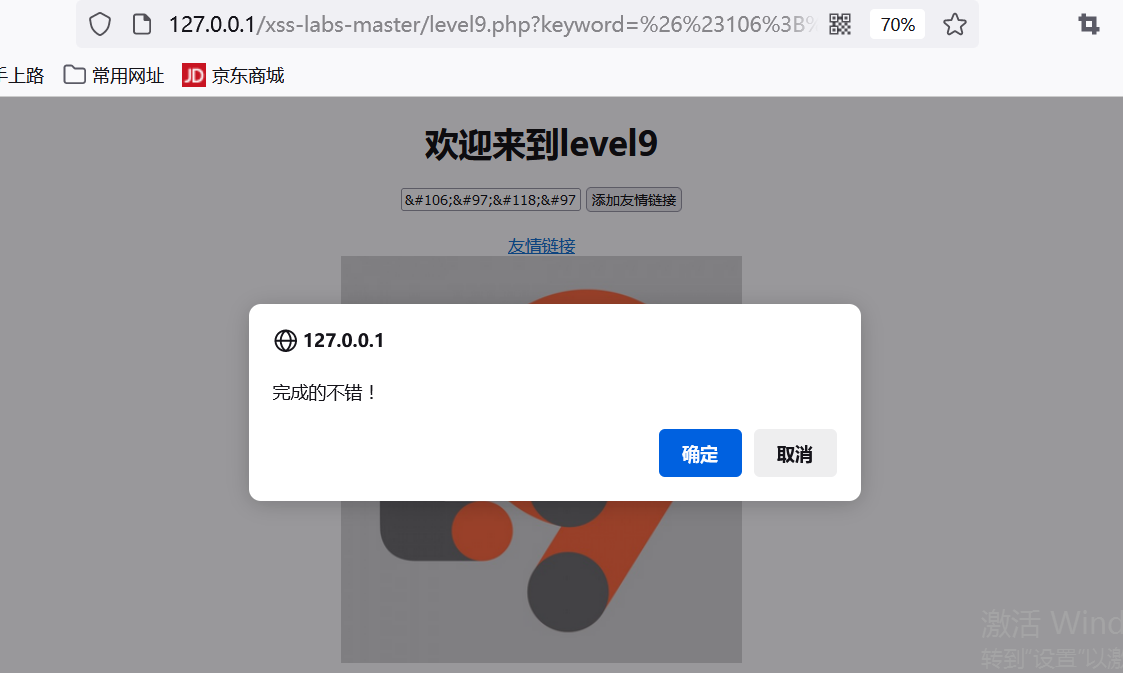 127.0.0.1/xss-labs-master/level9.php?keyword=%26%23106%3B%
70%
手上路
常用网址
JD 京东商城
欢迎来到level9
&#106;&#97;&#118;&#97
添加友情链接
友情链接
127.0.0.1
完成的不错！
确定
取消
激活 Wind
转到"设置"以激